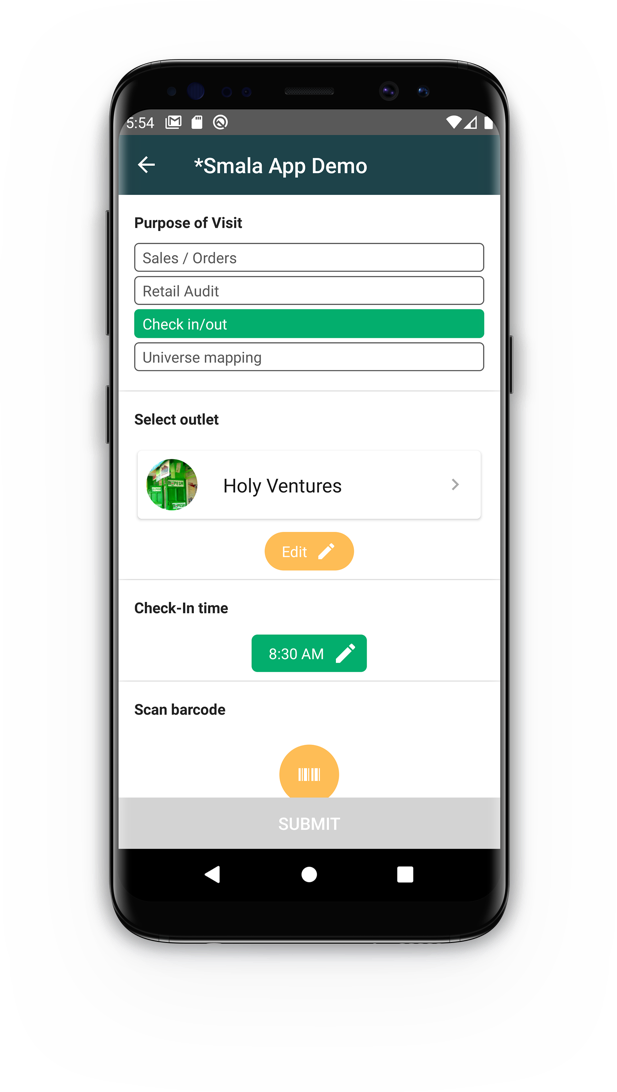 5:54
*Smala App Demo
Purpose of Visit
Sales / Orders
Retail Audit
Check in/out
Universe mapping
Select outlet
Holy Ventures
Edit
Check-In time
8:30 AM
Scan barcode
SUBMIT